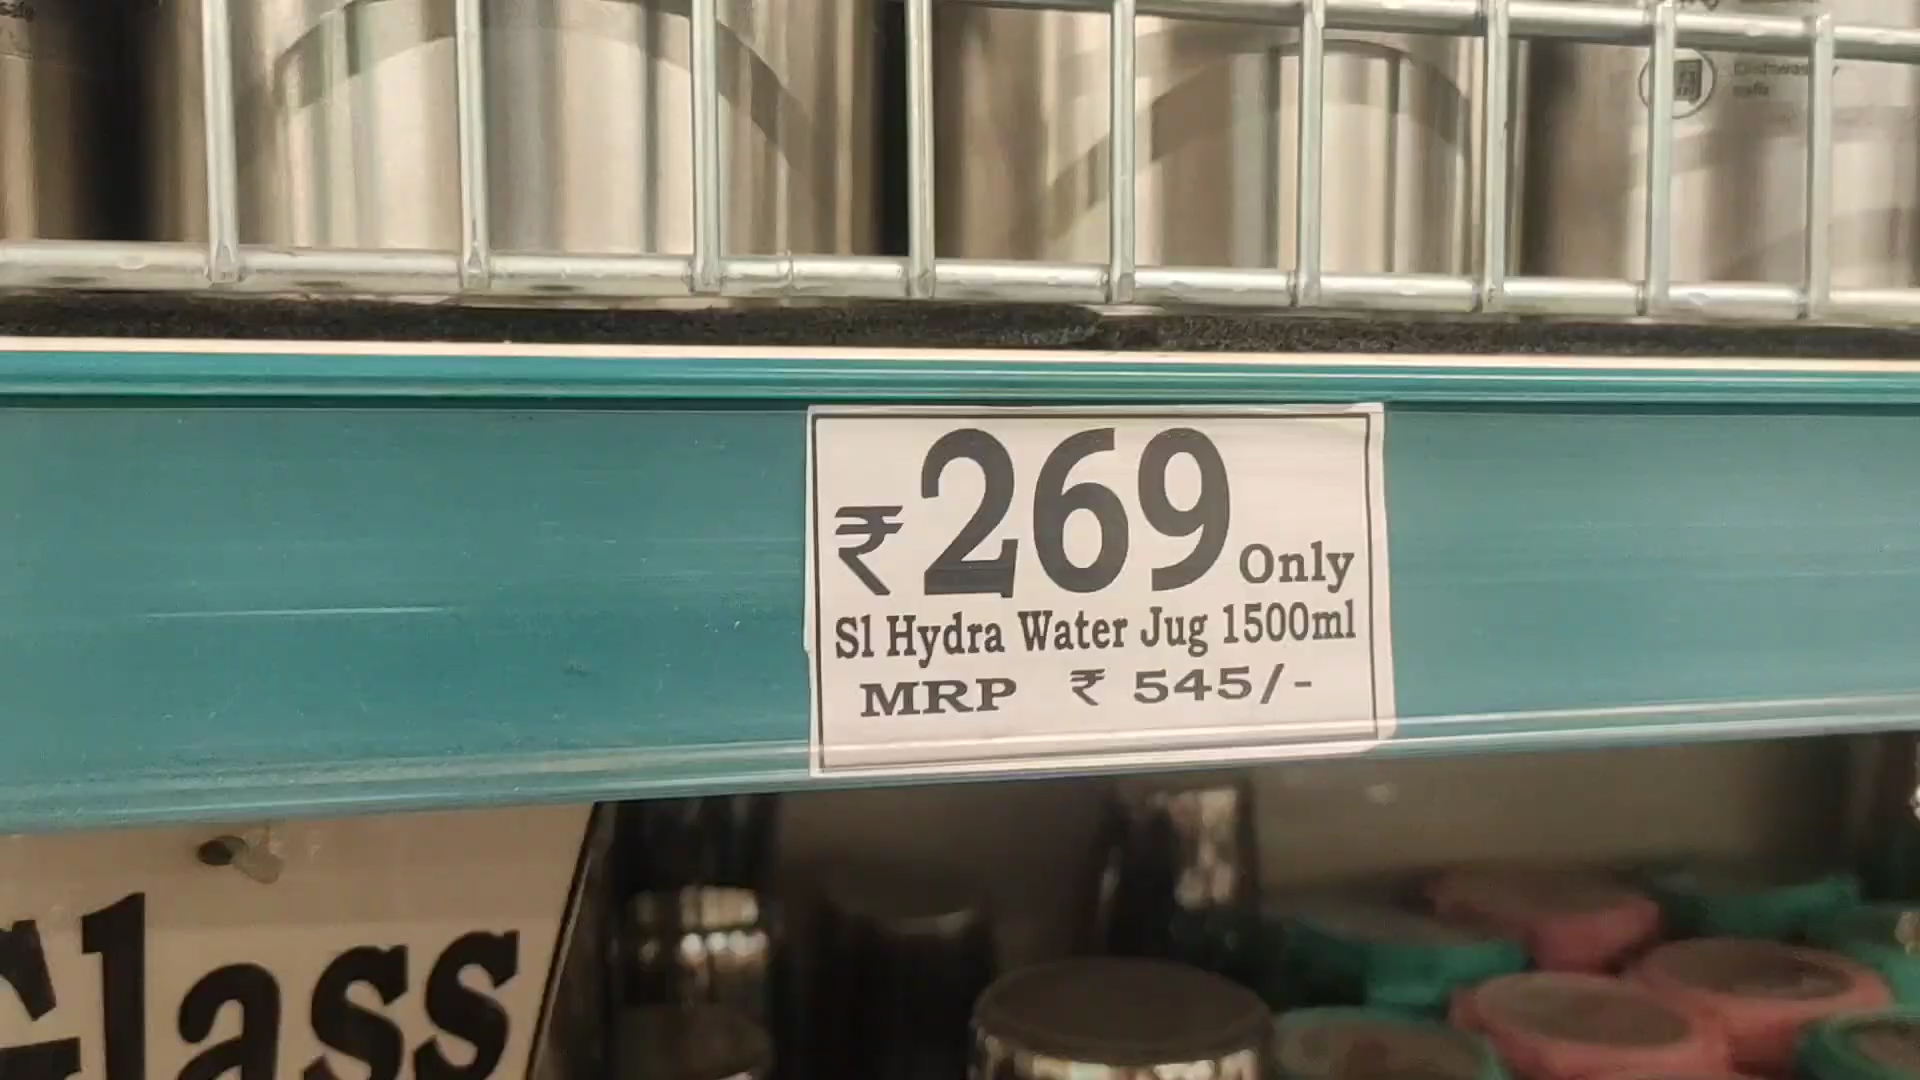 ₹269 Only
Sl Hydra Water Jug 1500ml
MRP ₹ 545/-
Glass